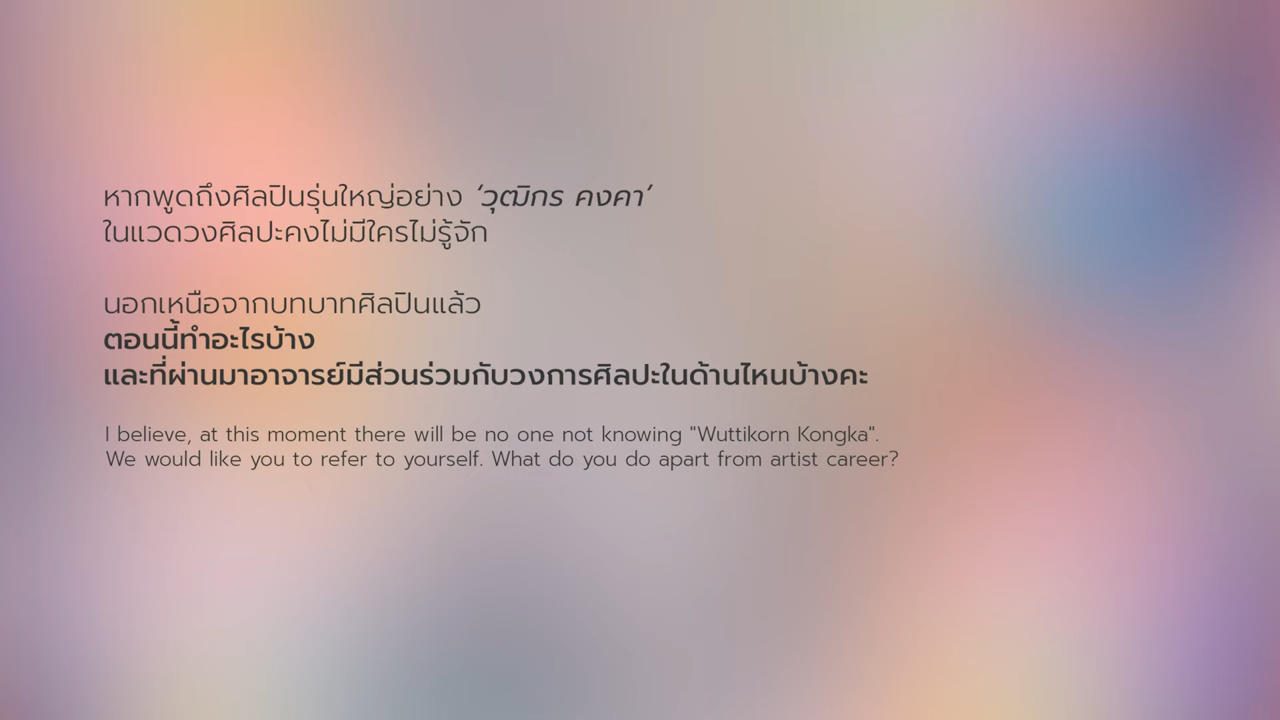 หากพูดถึงศิลปินรุ่นใหญ่อย่าง ‘วุฒิกร คงคา’
ในแวดวงศิลปะคงไม่มีใครไม่รู้จัก
นอกเหนือจากบทบาทศิลปินแล้ว
ตอนนี้ทำอะไรบ้าง
และที่ผ่านมาอาจารย์มีส่วนร่วมกับวงการศิลปะในด้านไหนบ้างคะ
I believe, at this moment there will be no one not knowing "Wuttikorn Kongka".
We would like you to refer to yourself. What do you do apart from artist career?